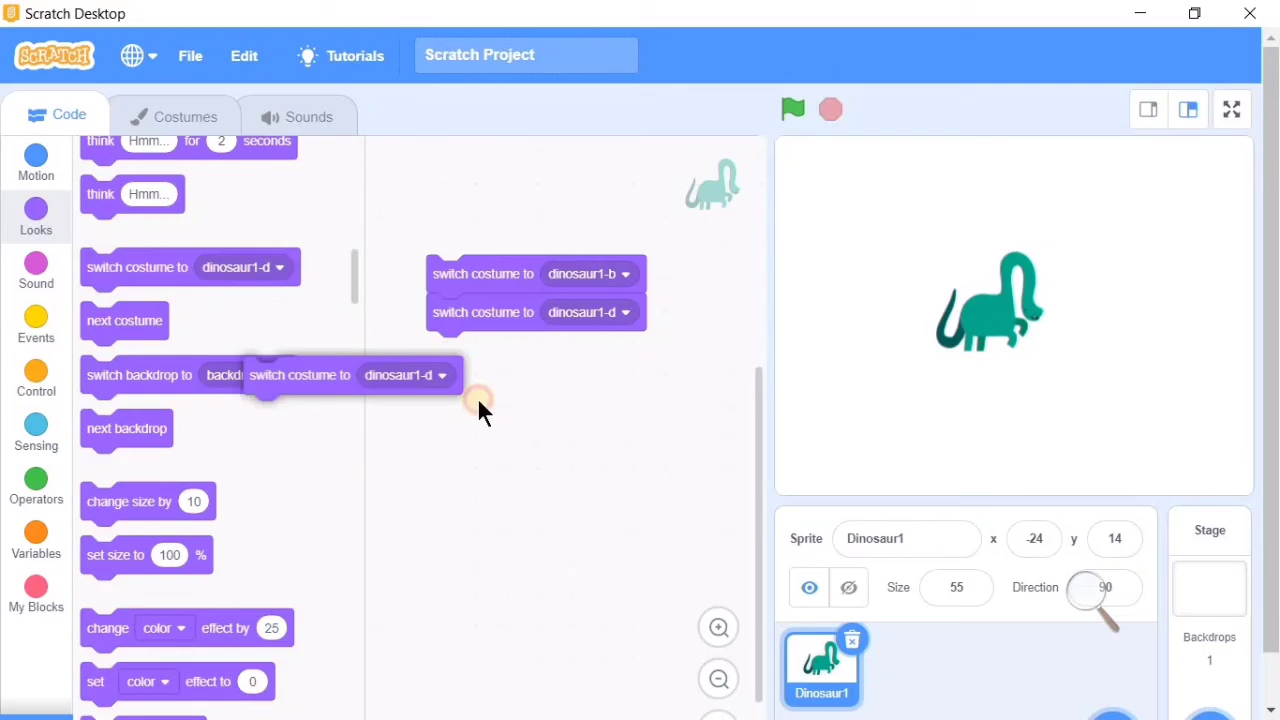 Scratch Desktop
SCRATCH File Edit Tutorials Scratch Project
Code Costumes Sounds
Motion
Looks
Sound
Events
Control
Sensing
Operators
Variables
My Blocks
think Hmm... for 2 seconds
think Hmm...
switch costume to dinosaur1-d
next costume
switch backdrop to
next backdrop
change size by 10
set size to 100 %
change color effect by 25
set color effect to 0
switch costume to dinosaur1-b
switch costume to dinosaur1-d
switch costume to dinosaur1-d
Sprite Dinosaur1 x -24 y 14
Size 55 Direction 90
Dinosaur1
Stage
Backdrops
1